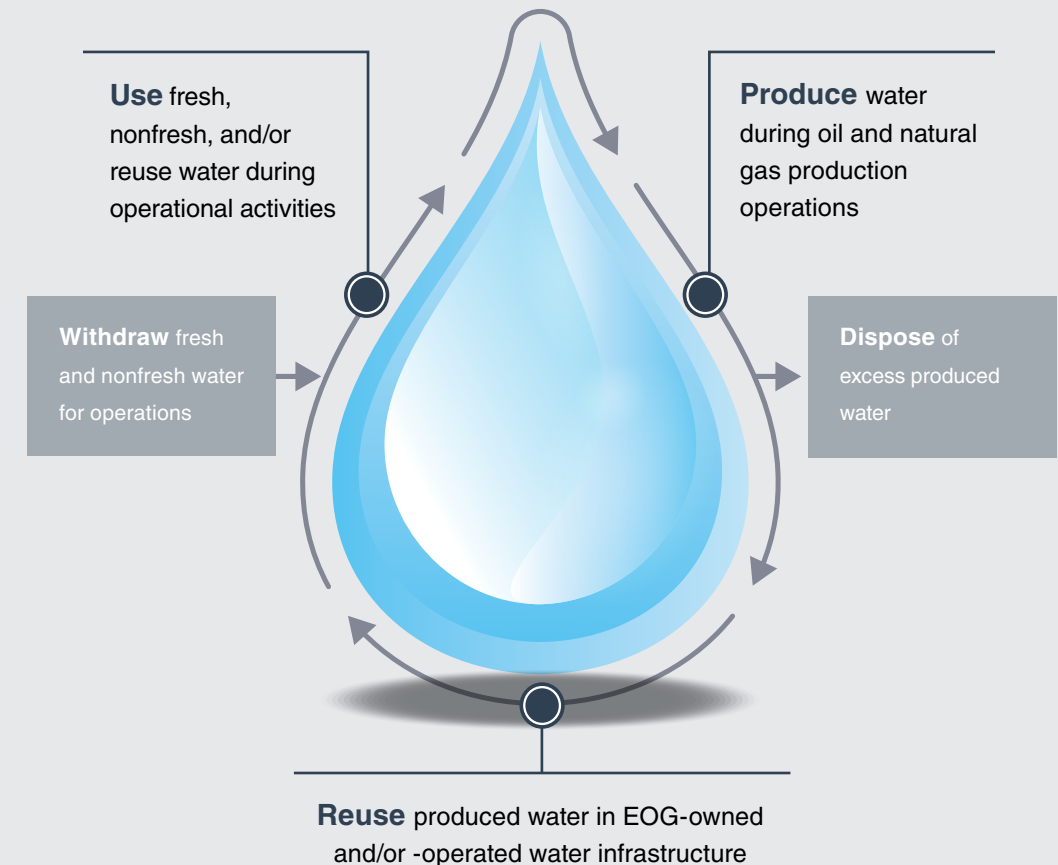 Use fresh,
nonfresh, and/or
reuse water during
operational activities
Produce water
during oil and natural
gas production
operations
Withdraw fresh
and nonfresh water
for operations
Dispose of
excess produced
water
Reuse produced water in EOG-owned
and/or -operated water infrastructure